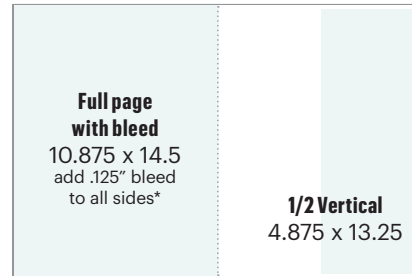 Full page
with bleed
10.875 x 14.5
add .125” bleed
to all sides*
1/2 Vertical
4.875 x 13.25